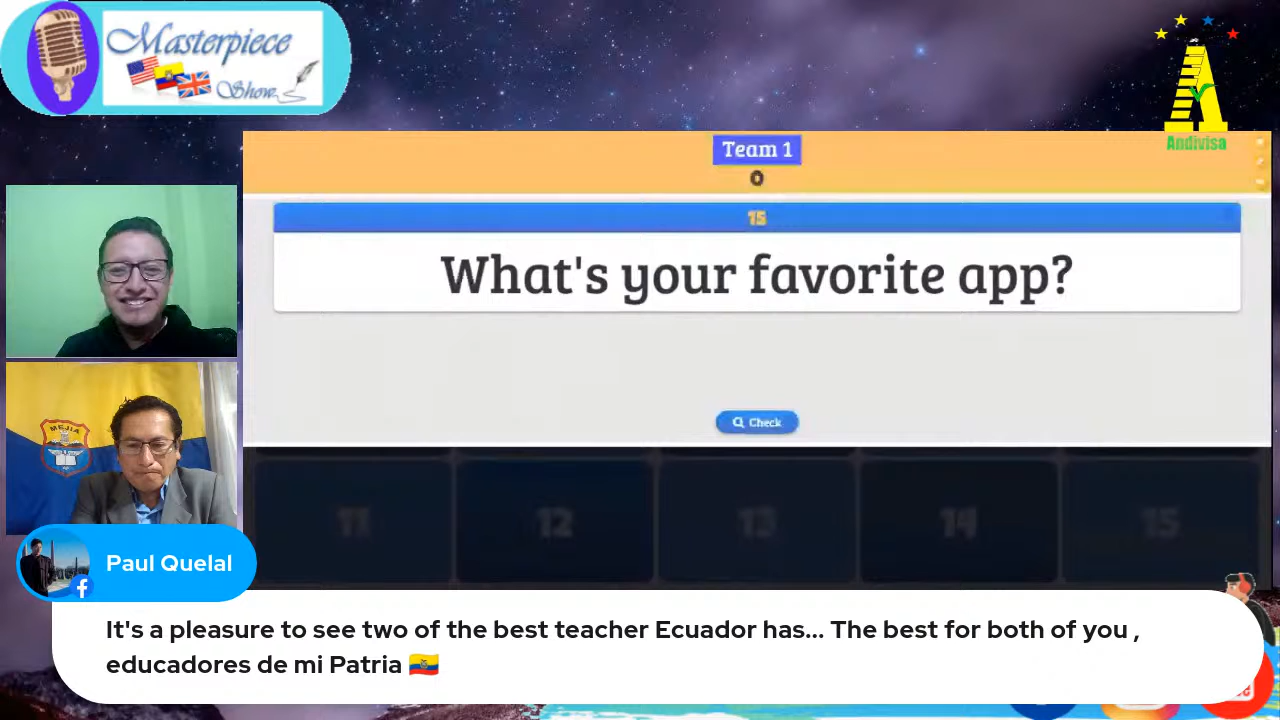 Masterpiece
Show
Andivisa
Team 1
0
15
What's your favorite app?
Check
MEJIA
11
12
13
14
15
Paul Quelal
It's a pleasure to see two of the best teacher Ecuador has... The best for both of you ,
educadores de mi Patria 🇪🇨